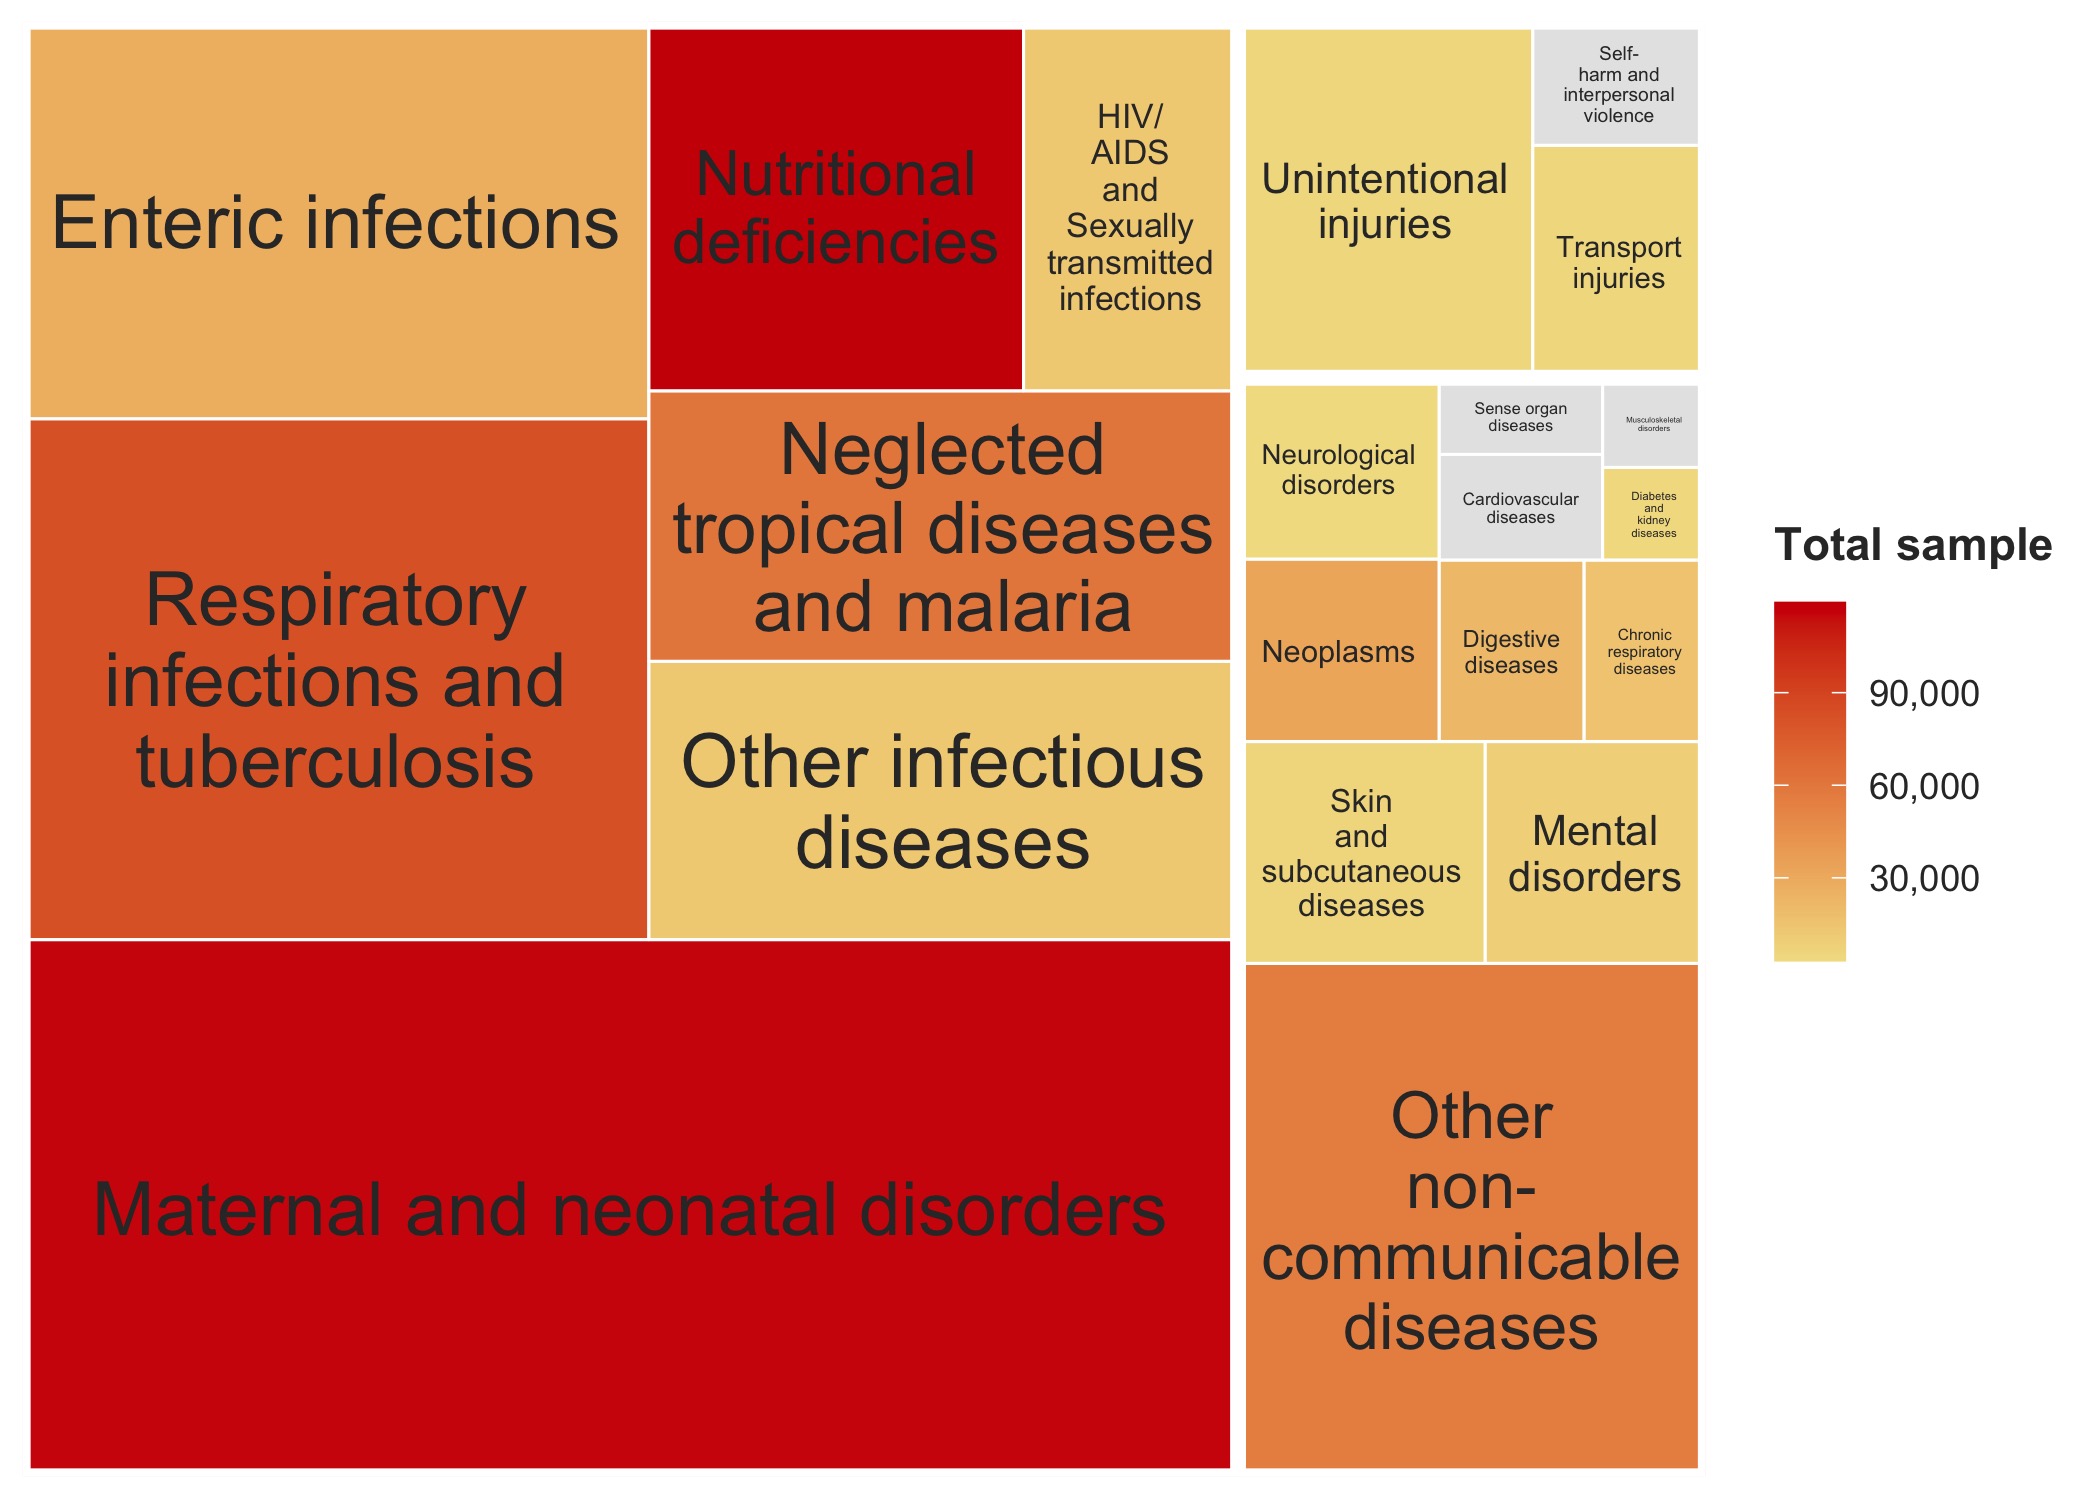 Enteric infections
Nutritional
deficiencies
HIV/
AIDS
and
Sexually
transmitted
infections
Respiratory
infections and
tuberculosis
Neglected
tropical diseases
and malaria
Other infectious
diseases
Maternal and neonatal disorders
Unintentional
injuries
Self-
harm and
interpersonal
violence
Transport
injuries
Neurological
disorders
Sense organ
diseases
Musculoskeletal
disorders
Cardiovascular
diseases
Diabetes
and
kidney
diseases
Neoplasms
Digestive
diseases
Chronic
respiratory
diseases
Skin
and
subcutaneous
diseases
Mental
disorders
Other
non-
communicable
diseases
Total sample
90,000
60,000
30,000